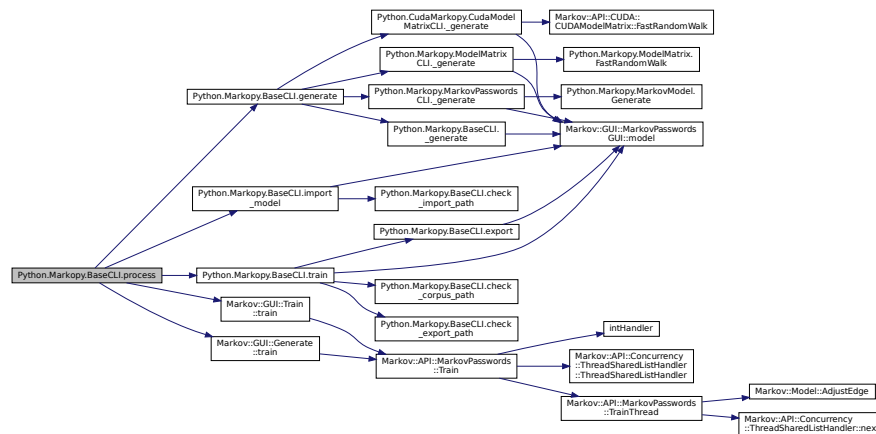 Python.CudaMarkopy.CudaModel
MatrixCLI._generate
Markov::API::CUDA::
CUDAModelMatrix::FastRandomWalk
Python.Markopy.ModelMatrix
CLI._generate
Python.Markopy.ModelMatrix.
FastRandomWalk
Python.Markopy.BaseCLI.generate
Python.Markopy.MarkovPasswords
CLI._generate
Python.Markopy.MarkovModel.
Generate
Python.Markopy.BaseCLI.
_generate
Markov::GUI::MarkovPasswords
GUI::model
Python.Markopy.BaseCLI.import
_model
Python.Markopy.BaseCLI.check
_import_path
Python.Markopy.BaseCLI.export
Python.Markopy.BaseCLI.process
Python.Markopy.BaseCLI.train
Python.Markopy.BaseCLI.check
_corpus_path
Markov::GUI::Train
::train
Python.Markopy.BaseCLI.check
_export_path
intHandler
Markov::GUI::Generate
::train
Markov::API::MarkovPasswords
::Train
Markov::API::Concurrency
::ThreadSharedListHandler
::ThreadSharedListHandler
Markov::API::MarkovPasswords
::TrainThread
Markov::Model::AdjustEdge
Markov::API::Concurrency
::ThreadSharedListHandler::nex